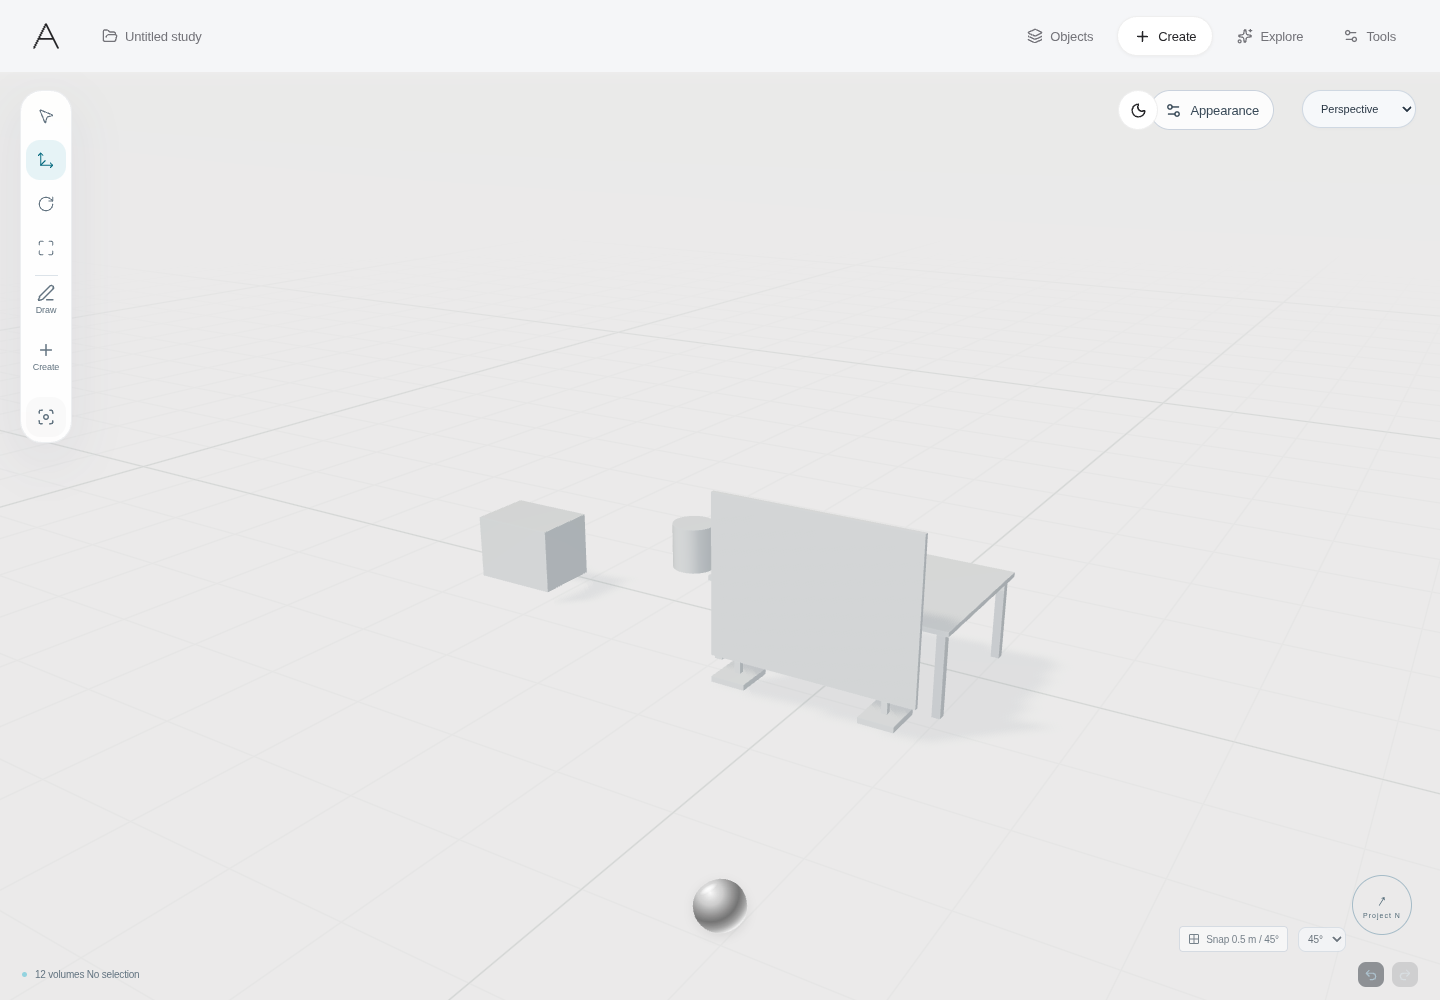 Untitled study
Objects
Create
Explore
Tools
Appearance
Perspective
Draw
Create
Project N
Snap 0.5 m / 45°
45°
12 volumes No selection